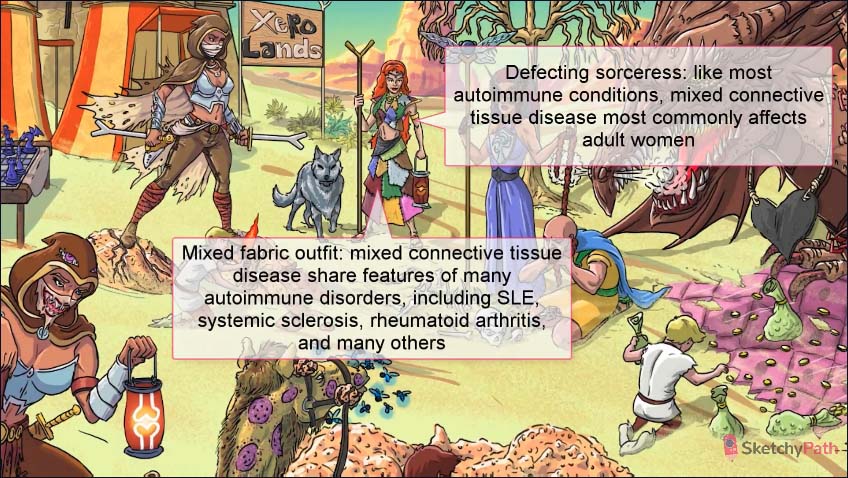 Xero
Lands
Defecting sorceress: like most
autoimmune conditions, mixed connective
tissue disease most commonly affects
adult women
Mixed fabric outfit: mixed connective tissue
disease share features of many
autoimmune disorders, including SLE,
systemic sclerosis, rheumatoid arthritis,
and many others
SketchyPath